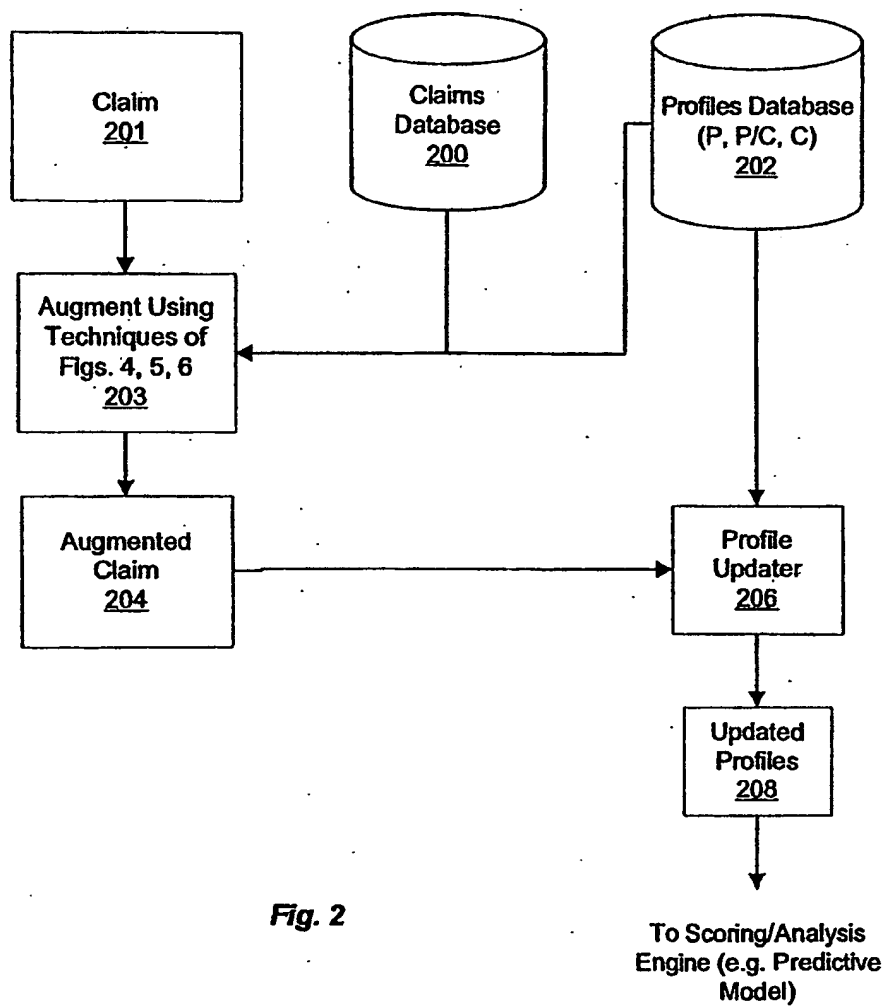 Claim
201
Claims
Database
200
Profiles Database
(P, P/C, C)
202
Augment Using
Techniques of
Figs. 4, 5, 6
203
Augmented
Claim
204
Profile
Updater
206
Updated
Profiles
208
Fig. 2
To Scoring/Analysis
Engine (e.g. Predictive
Model)